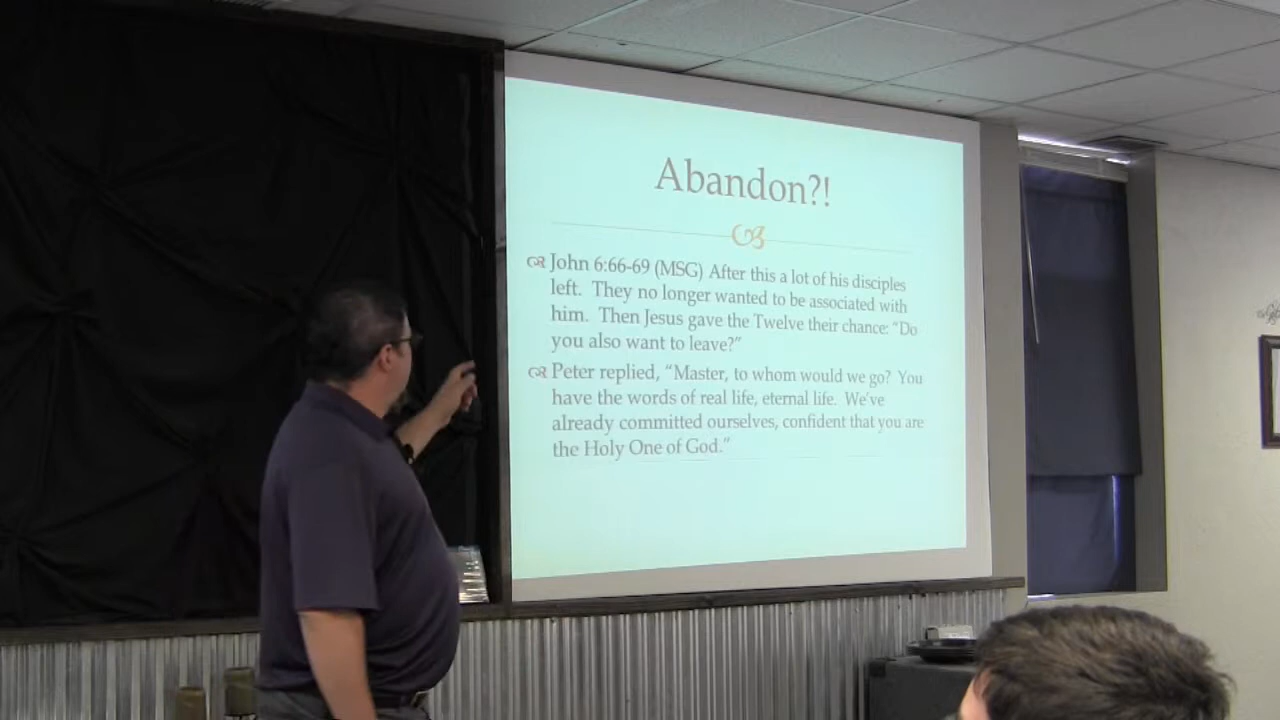 Abandon?!
John 6:66-69 (MSG) After this a lot of his disciples
left. They no longer wanted to be associated with
him. Then Jesus gave the Twelve their chance: “Do
you also want to leave?”
Peter replied, “Master, to whom would we go? You
have the words of real life, eternal life. We’ve
already committed ourselves, confident that you are
the Holy One of God.”